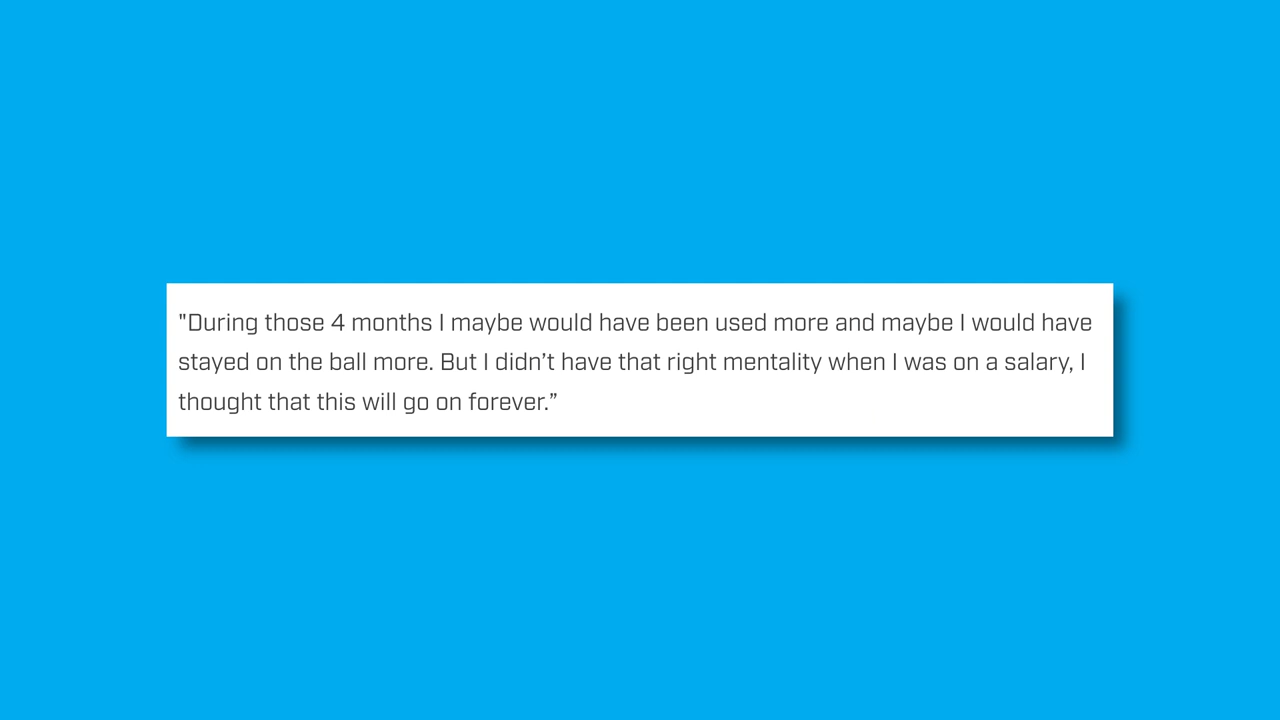 "During those 4 months I maybe would have been used more and maybe I would have
stayed on the ball more. But I didn’t have that right mentality when I was on a salary, I
thought that this will go on forever.”